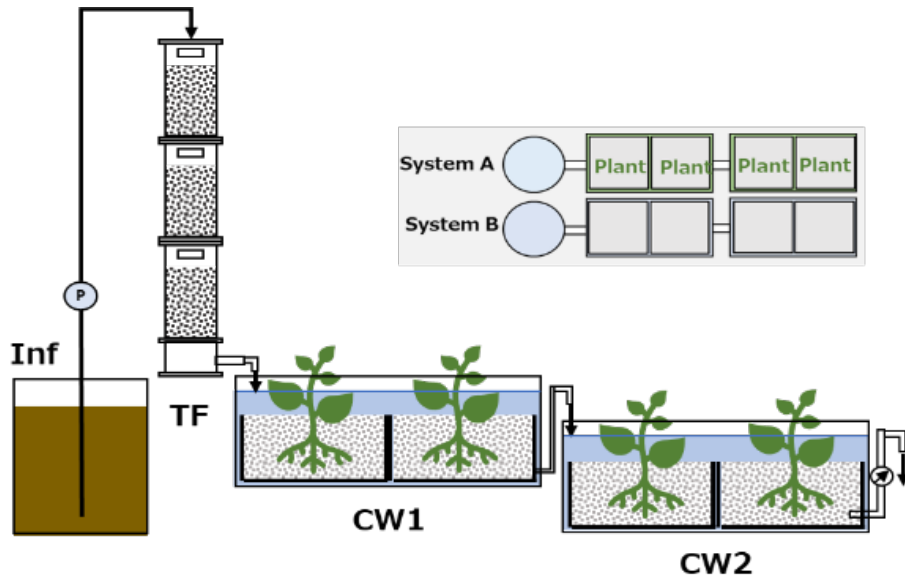 System A
Plant Plant Plant Plant
System B
P
Inf
TF
CW1
CW2